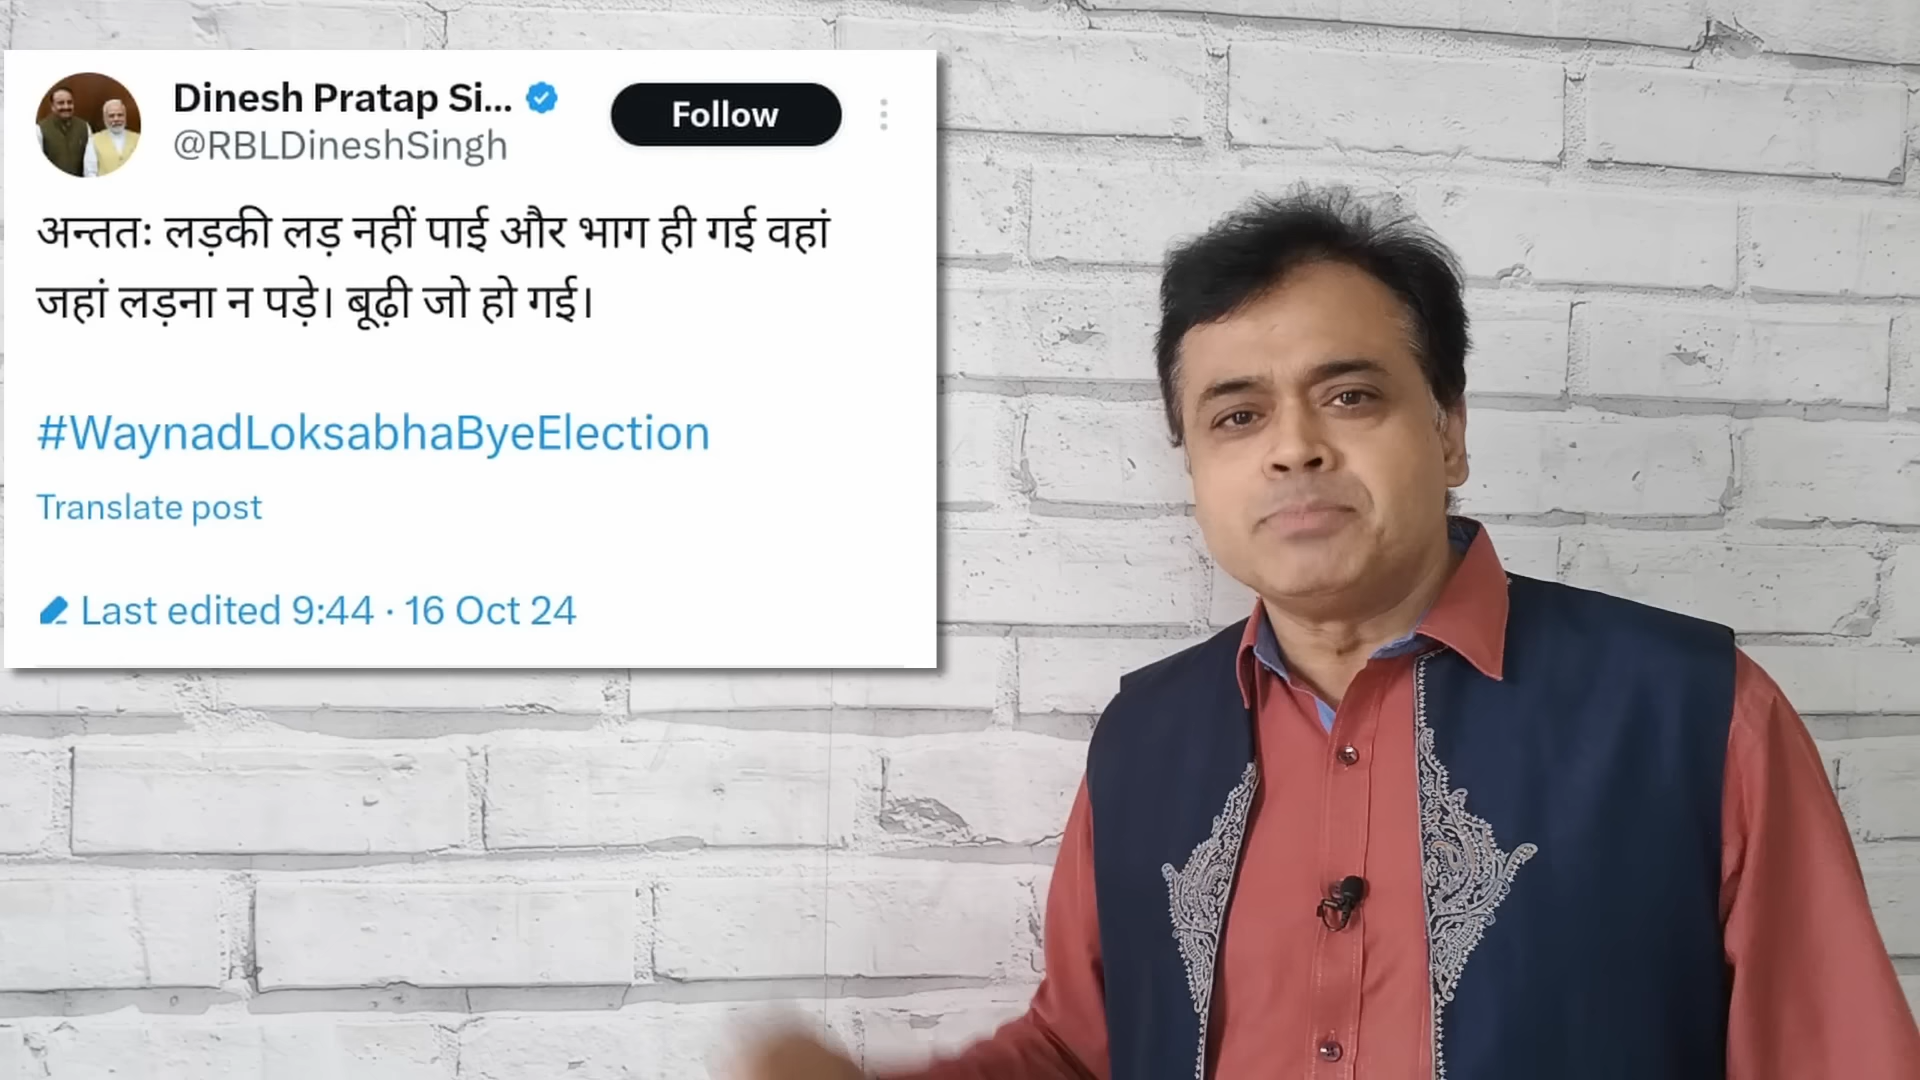 Dinesh Pratap Si...
Follow
@RBLDineshSingh
अन्ततः लड़की लड़ नहीं पाई और भाग ही गई वहां
जहां लड़ना न पड़े। बूढ़ी जो हो गई।
#WaynadLoksabhaByeElection
Translate post
Last edited 9:44 · 16 Oct 24